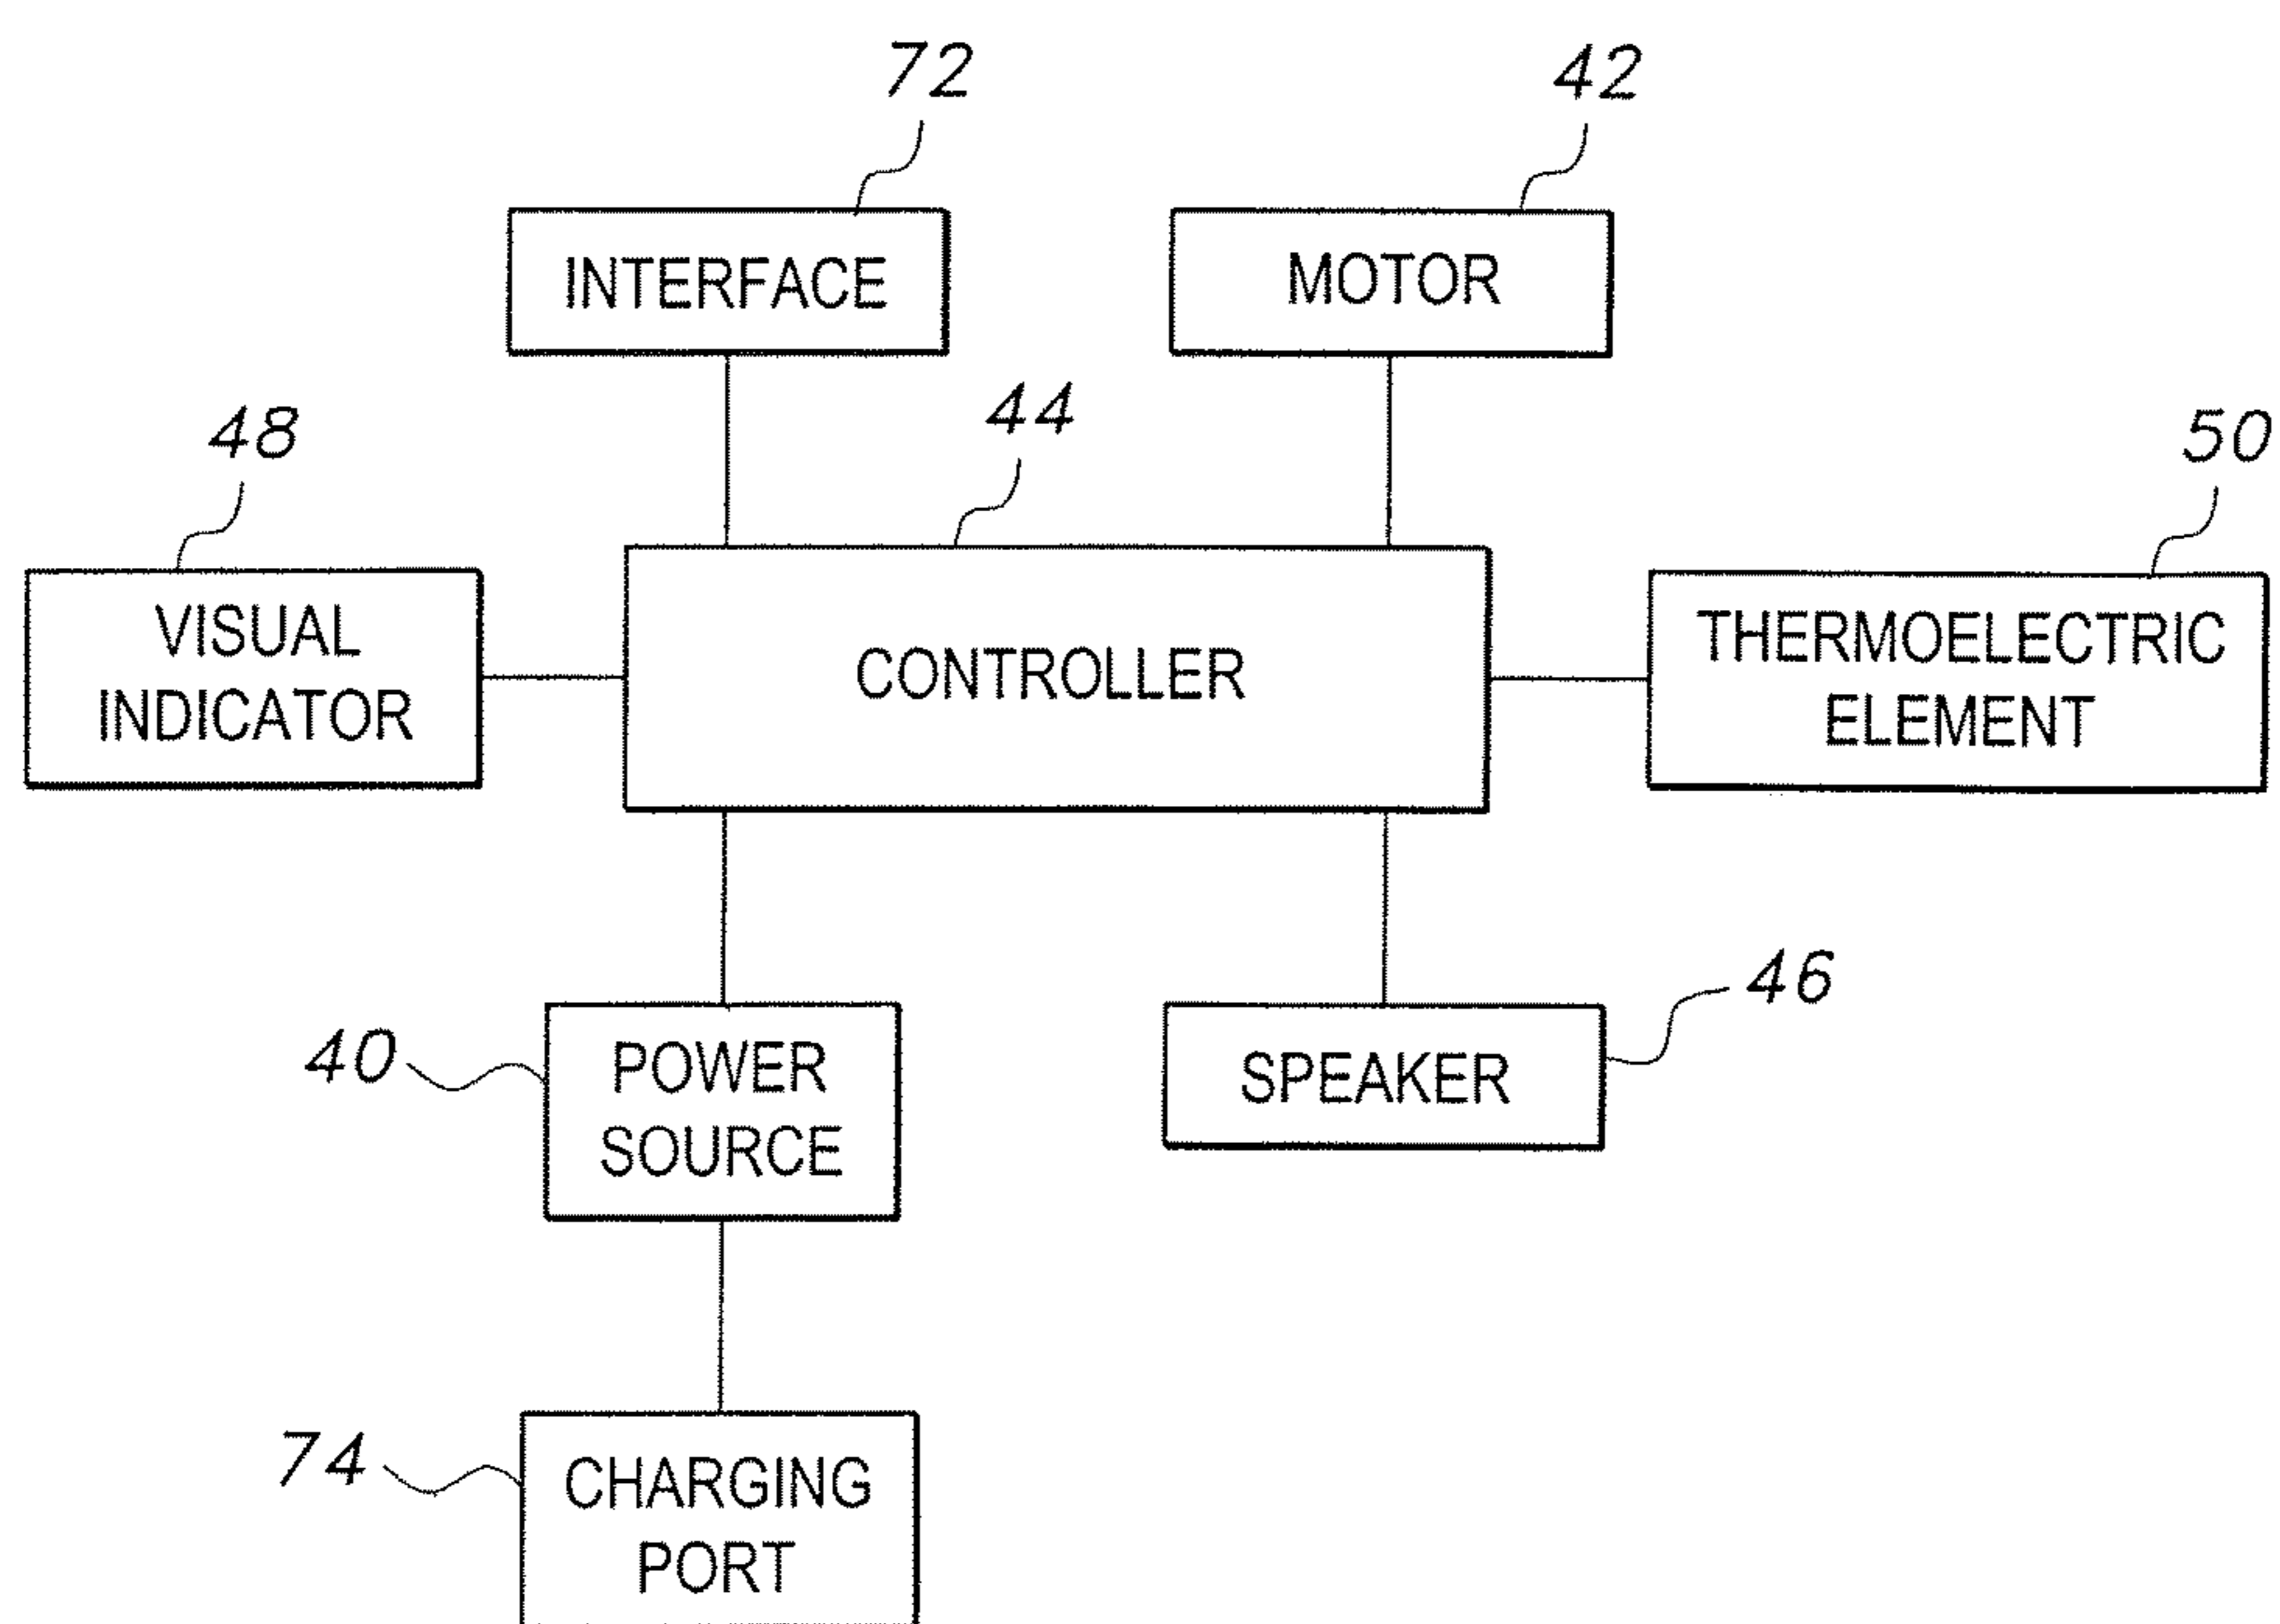 72
42
INTERFACE
MOTOR
44
48
50
VISUAL
INDICATOR
CONTROLLER
THERMOELECTRIC
ELEMENT
46
40
POWER
SOURCE
SPEAKER
74
CHARGING
PORT